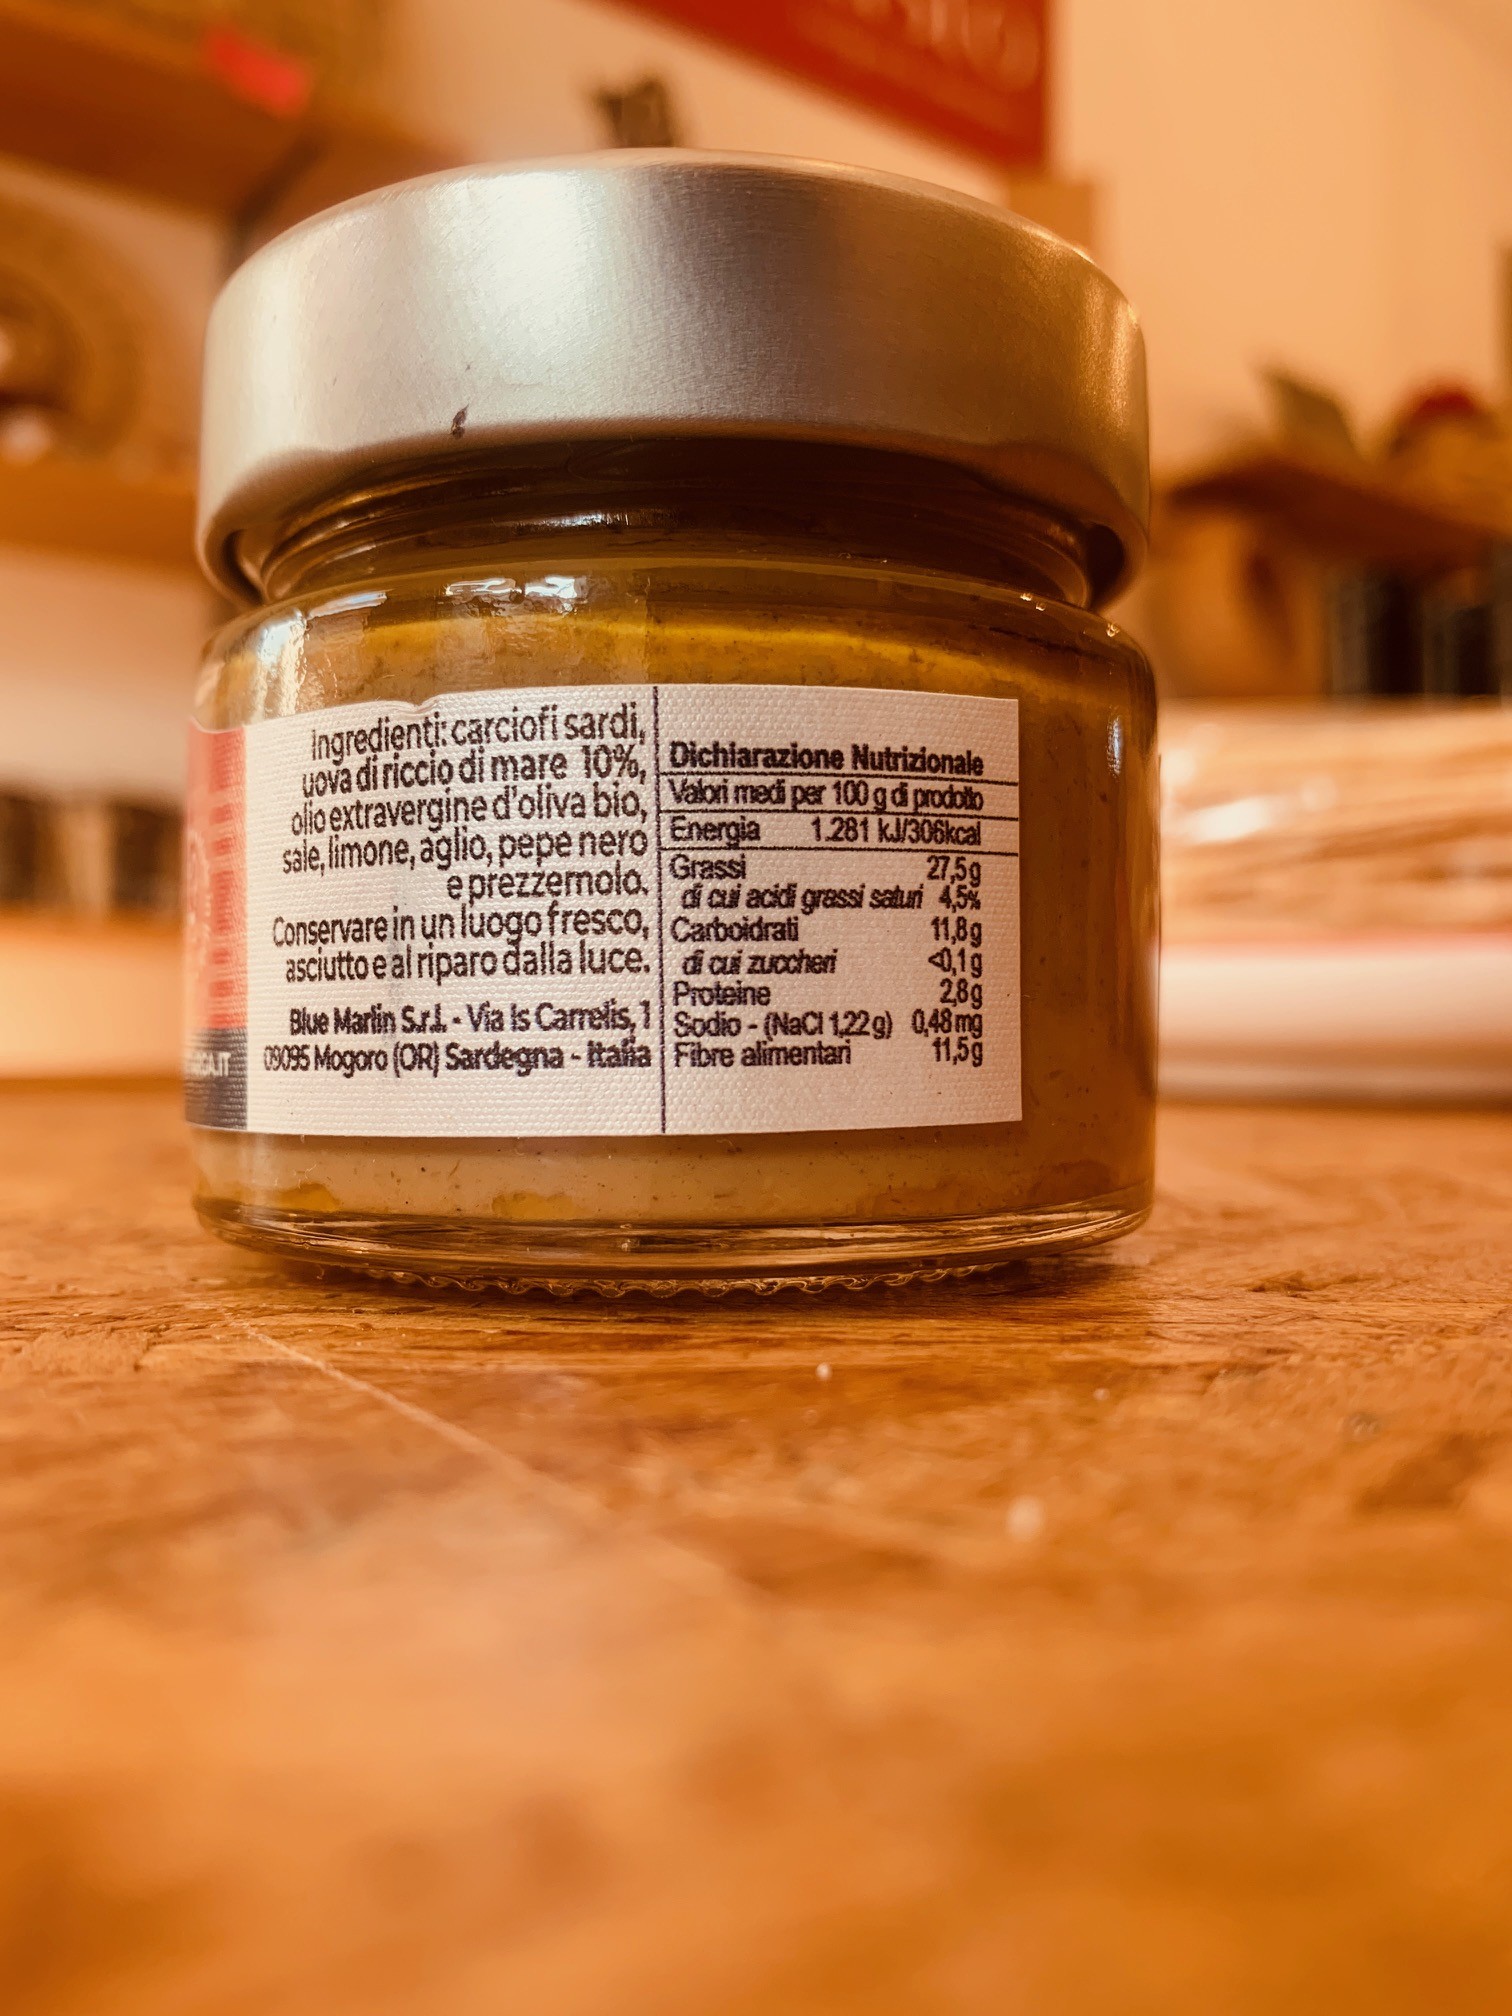 Ingredienti: carciofi sardi,
uova di riccio di mare 10%,
olio extravergine d'oliva bio,
sale, limone, aglio, pepe nero
e prezzemolo.
Conservare in un luogo fresco,
asciutto e al riparo dalla luce.
Blue Marlin S.r.l. - Via Is Carrelis, 1
09095 Mogoro (OR) Sardegna - Italia
Dichiarazione Nutrizionale
Valori medi per 100 g di prodotto
Energia 1.281 kJ/306kcal
Grassi 27,5g
di cui acidi grassi saturi 4,5%
Carboidrati 11,8g
di cui zuccheri <0,1g
Proteine 2,8g
Sodio - (NaCl 1,22 g) 0,48 mg
Fibre alimentari 11,5g